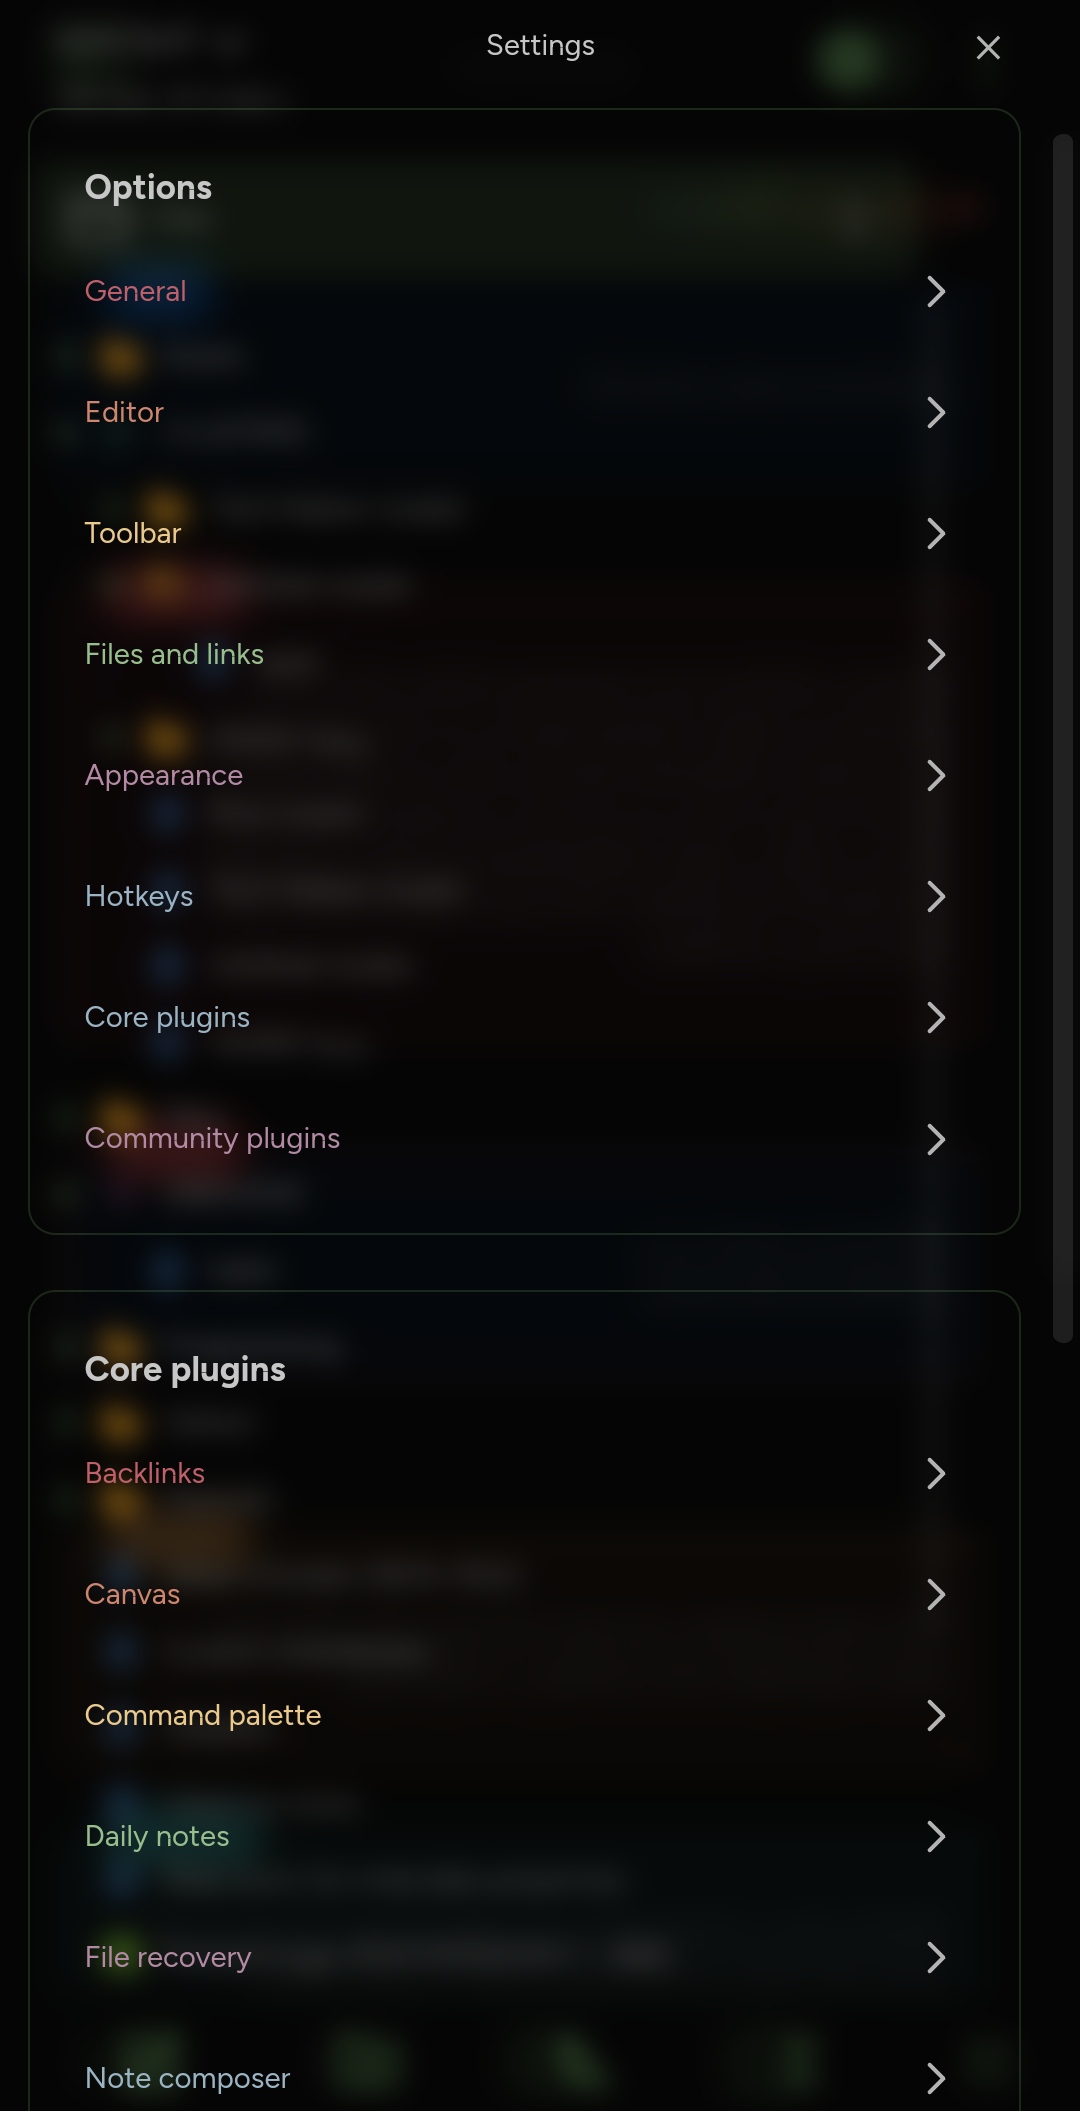 Settings
Options
General
Editor
Toolbar
Files and links
Appearance
Hotkeys
Core plugins
Community plugins
Core plugins
Backlinks
Canvas
Command palette
Daily notes
File recovery
Note composer